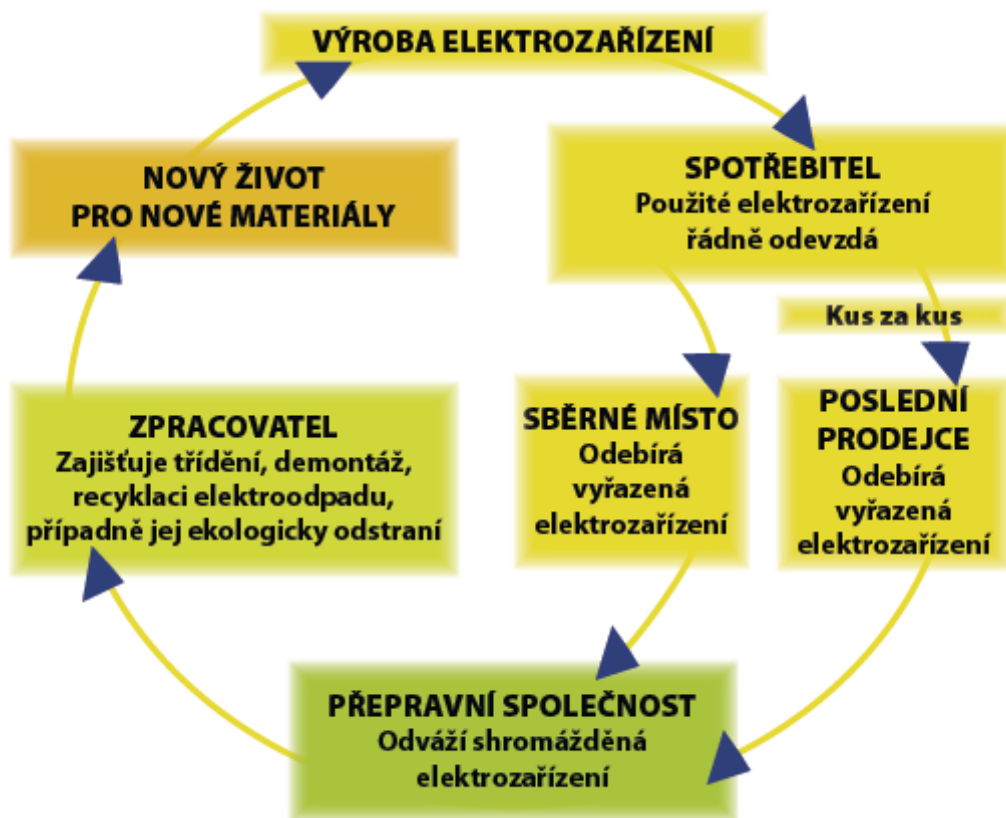 VÝROBA ELEKTROZAŘÍZENÍ
NOVÝ ŽIVOT
PRO NOVÉ MATERIÁLY
SPOTŘEBITEL
Použité elektrozařízení
řádně odevzdá
Kus za kus
ZPRACOVATEL
Zajišťuje třídění, demontáž,
recyklaci elektroodpadu,
případně jej ekologicky odstraní
SBĚRNÉ MÍSTO
Odebírá
vyřazená
elektrozařízení
POSLEDNÍ
PRODEJCE
Odebírá
vyřazená
elektrozařízení
PŘEPRAVNÍ SPOLEČNOST
Odváží shromážděná
elektrozařízení